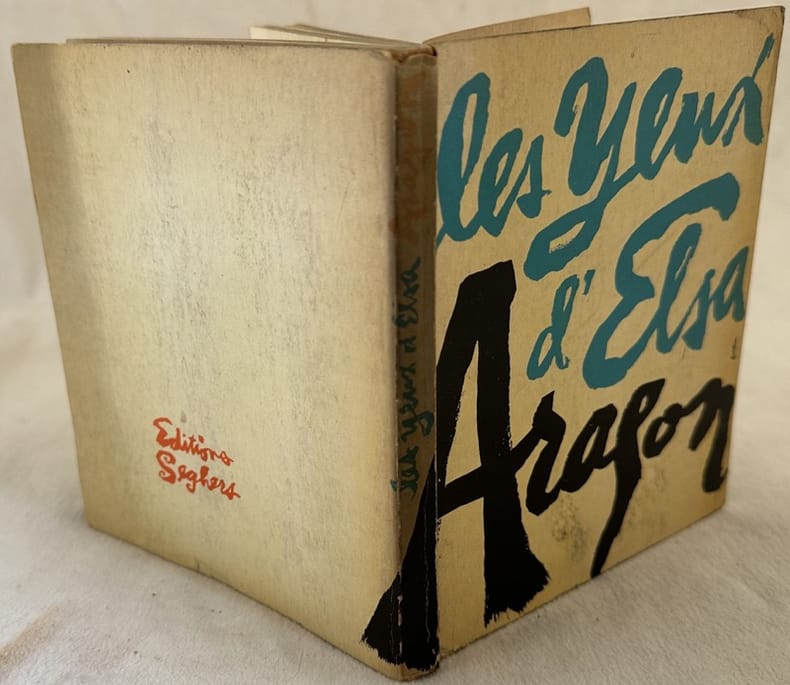 les yeux
d'Elsa
Aragon
les yeux d'Elsa
Editions
Seghers